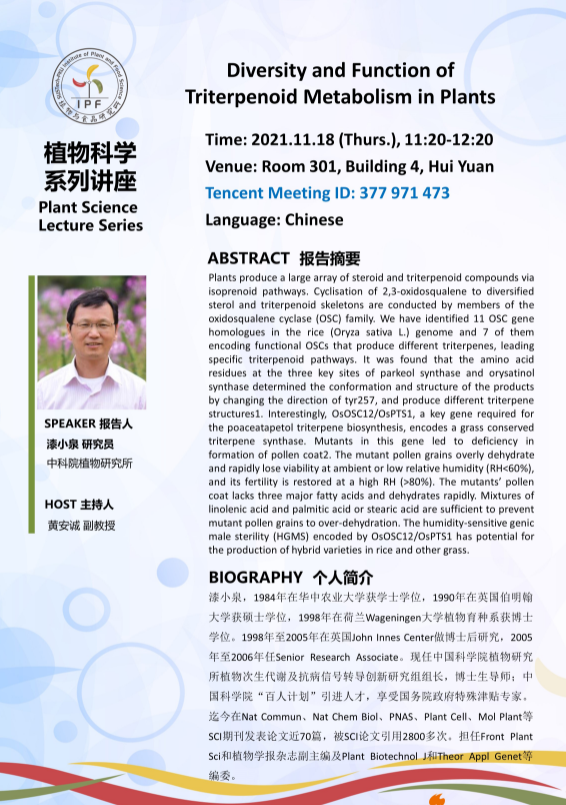 Diversity and Function of
Triterpenoid Metabolism in Plants
SUSTech-PKU Institute of Plant and Food Science
IPF
植物与食品研究所
植物科学
系列讲座
Plant Science
Lecture Series
Time: 2021.11.18 (Thurs.), 11:20-12:20
Venue: Room 301, Building 4, Hui Yuan
Tencent Meeting ID: 377 971 473
Language: Chinese
SPEAKER 报告人
漆小泉 研究员
中科院植物研究所
HOST 主持人
黄安诚 副教授
ABSTRACT 报告摘要
Plants produce a large array of steroid and triterpenoid compounds via
isoprenoid pathways. Cyclisation of 2,3-oxidosqualene to diversified
sterol and triterpenoid skeletons are conducted by members of the
oxidosqualene cyclase (OSC) family. We have identified 11 OSC gene
homologues in the rice (Oryza sativa L.) genome and 7 of them
encoding functional OSCs that produce different triterpenes, leading
specific triterpenoid pathways. It was found that the amino acid
residues at the three key sites of parkeol synthase and orysatinol
synthase determined the conformation and structure of the products
by changing the direction of tyr257, and produce different triterpene
structures1. Interestingly, OsOSC12/OsPTS1, a key gene required for
the poaceatapetol triterpene biosynthesis, encodes a grass conserved
triterpene synthase. Mutants in this gene led to deficiency in
formation of pollen coat2. The mutant pollen grains overly dehydrate
and rapidly lose viability at ambient or low relative humidity (RH<60%),
and its fertility is restored at a high RH (>80%). The mutants’ pollen
coat lacks three major fatty acids and dehydrates rapidly. Mixtures of
linolenic acid and palmitic acid or stearic acid are sufficient to prevent
mutant pollen grains to over-dehydration. The humidity-sensitive genic
male sterility (HGMS) encoded by OsOSC12/OsPTS1 has potential for
the production of hybrid varieties in rice and other grass.
BIOGRAPHY 个人简介
漆小泉，1984年在华中农业大学获学士学位，1990年在英国伯明翰
大学获硕士学位，1998年在荷兰Wageningen大学植物育种系获博士
学位。1998年至2005年在英国John Innes Center做博士后研究，2005
年至2006年任Senior Research Associate。现任中国科学院植物研究
所植物次生代谢及抗病信号转导创新研究组组长，博士生导师；中
国科学院“百人计划”引进人才，享受国务院政府特殊津贴专家。
迄今在Nat Commun、Nat Chem Biol、PNAS、Plant Cell、Mol Plant等
SCI期刊发表论文近70篇，被SCI论文引用2800多次。担任Front Plant
Sci和植物学报杂志副主编及Plant Biotechnol J和Theor Appl Genet等
编委。